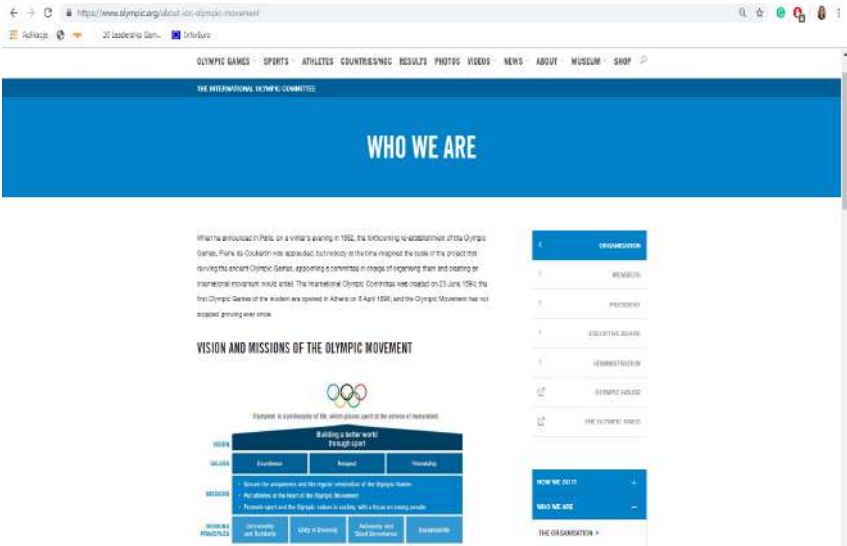 https://www.olympic.org/about-ioc-olympic-movement
Aplikacje
OLYMPIC GAMES SPORTS ATHLETES COUNTRIES/NOC RESULTS PHOTOS VIDEOS NEWS ABOUT MUSEUM SHOP
THE INTERNATIONAL OLYMPIC COMMITTEE
WHO WE ARE
When he announced in Paris, on a winter's evening in 1892, the forthcoming re-establishment of the Olympic
Games, Pierre de Coubertin was applauded, but nobody at the time imagined the scale of the project that
reviving the ancient Olympic Games, appointing a committee in charge of organising them and creating an
international movement would entail. The International Olympic Committee was created on 23 June 1894; the
first Olympic Games of the modern era opened in Athens on 6 April 1896; and the Olympic Movement has not
stopped growing ever since.
VISION AND MISSIONS OF THE OLYMPIC MOVEMENT
Olympism is a philosophy of life, which places sport at the service of humankind.
VISION
Building a better world
through sport
VALUES
Excellence
Respect
Friendship
MISSIONS
- Ensure the uniqueness and the regular celebration of the Olympic Games
- Put athletes at the heart of the Olympic Movement
- Promote sport and the Olympic values in society, with a focus on young people
WORKING
PRINCIPLES
Universality
and Solidarity
Unity in Diversity
Autonomy and
Good Governance
Sustainability
ORGANISATION
MEMBERS
PRESIDENT
EXECUTIVE BOARD
ADMINISTRATION
OLYMPIC HOUSE
THE OLYMPIC RINGS
HOW WE DO IT +
WHO WE ARE −
THE ORGANISATION